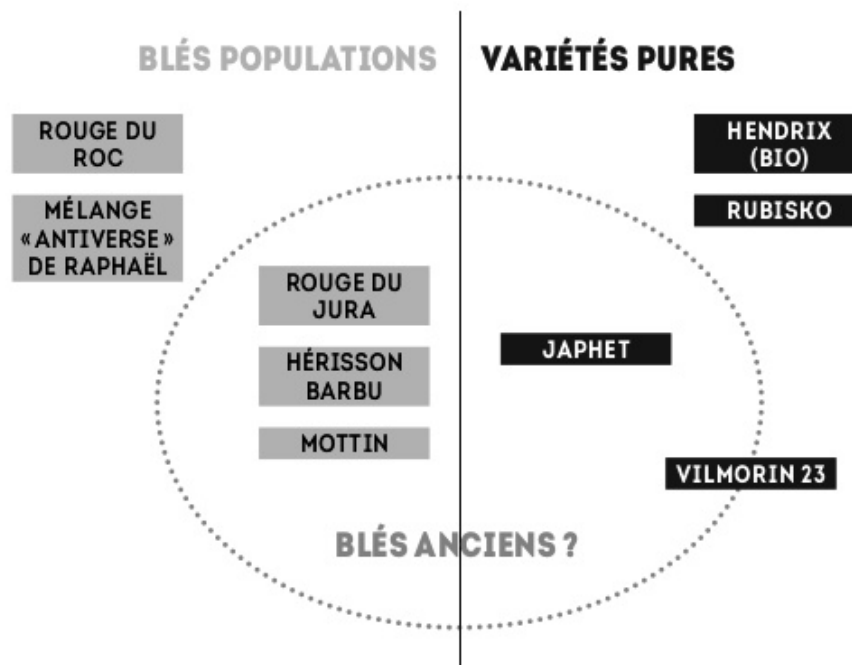 BLÉS POPULATIONS
VARIÉTÉS PURES
ROUGE DU
ROC
MÉLANGE
« ANTIVERSE »
DE RAPHAËL
ROUGE DU
JURA
HÉRISSON
BARBU
MOTTIN
HENDRIX
(BIO)
RUBISKO
JAPHET
VILMORIN 23
BLÉS ANCIENS ?